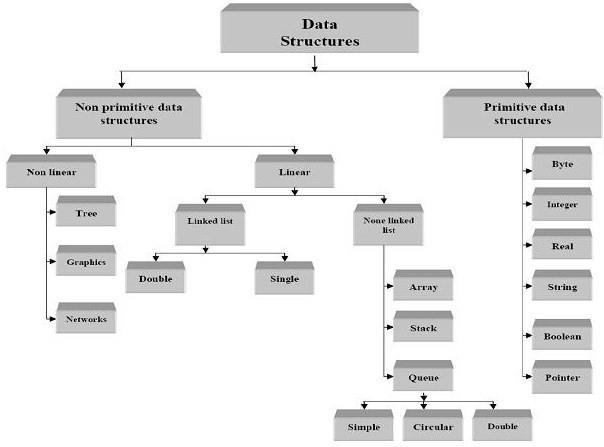 Data
Structures
Non primitive data
structures
Primitive data
structures
Non linear
Linear
Byte
Tree
Linked list
None linked
list
Integer
Graphics
Double
Single
Real
Array
String
Networks
Stack
Boolean
Queue
Pointer
Simple
Circular
Double